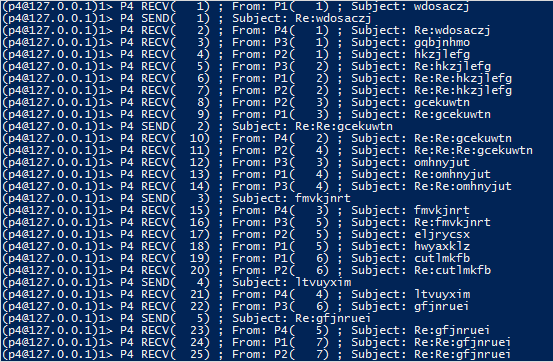 (p4@127.0.0.1)1> P4 RECV(   1) ; From: P1(   1) ; Subject: wdosaczj
(p4@127.0.0.1)1> P4 SEND(   1) ; Subject: Re:wdosaczj
(p4@127.0.0.1)1> P4 RECV(   2) ; From: P4(   1) ; Subject: Re:wdosaczj
(p4@127.0.0.1)1> P4 RECV(   3) ; From: P3(   1) ; Subject: gqbjnhmo
(p4@127.0.0.1)1> P4 RECV(   4) ; From: P2(   1) ; Subject: hkzjlefg
(p4@127.0.0.1)1> P4 RECV(   5) ; From: P3(   2) ; Subject: Re:hkzjlefg
(p4@127.0.0.1)1> P4 RECV(   6) ; From: P1(   2) ; Subject: Re:Re:hkzjlefg
(p4@127.0.0.1)1> P4 RECV(   7) ; From: P2(   2) ; Subject: Re:Re:hkzjlefg
(p4@127.0.0.1)1> P4 RECV(   8) ; From: P2(   3) ; Subject: gcekuwtn
(p4@127.0.0.1)1> P4 RECV(   9) ; From: P1(   3) ; Subject: Re:gcekuwtn
(p4@127.0.0.1)1> P4 SEND(   2) ; Subject: Re:Re:gcekuwtn
(p4@127.0.0.1)1> P4 RECV(  10) ; From: P4(   2) ; Subject: Re:Re:gcekuwtn
(p4@127.0.0.1)1> P4 RECV(  11) ; From: P2(   4) ; Subject: Re:Re:Re:gcekuwtn
(p4@127.0.0.1)1> P4 RECV(  12) ; From: P3(   3) ; Subject: omhnyjut
(p4@127.0.0.1)1> P4 RECV(  13) ; From: P1(   4) ; Subject: Re:omhnyjut
(p4@127.0.0.1)1> P4 RECV(  14) ; From: P3(   4) ; Subject: Re:Re:omhnyjut
(p4@127.0.0.1)1> P4 SEND(   3) ; Subject: fmvkjnrt
(p4@127.0.0.1)1> P4 RECV(  15) ; From: P4(   3) ; Subject: fmvkjnrt
(p4@127.0.0.1)1> P4 RECV(  16) ; From: P3(   5) ; Subject: Re:fmvkjnrt
(p4@127.0.0.1)1> P4 RECV(  17) ; From: P2(   5) ; Subject: eljrycsx
(p4@127.0.0.1)1> P4 RECV(  18) ; From: P1(   5) ; Subject: hwyaxklz
(p4@127.0.0.1)1> P4 RECV(  19) ; From: P1(   6) ; Subject: cutlmkfb
(p4@127.0.0.1)1> P4 RECV(  20) ; From: P2(   6) ; Subject: Re:cutlmkfb
(p4@127.0.0.1)1> P4 SEND(   4) ; Subject: ltvuyxim
(p4@127.0.0.1)1> P4 RECV(  21) ; From: P4(   4) ; Subject: ltvuyxim
(p4@127.0.0.1)1> P4 RECV(  22) ; From: P3(   6) ; Subject: gfjnruei
(p4@127.0.0.1)1> P4 SEND(   5) ; Subject: Re:gfjnruei
(p4@127.0.0.1)1> P4 RECV(  23) ; From: P4(   5) ; Subject: Re:gfjnruei
(p4@127.0.0.1)1> P4 RECV(  24) ; From: P1(   7) ; Subject: Re:Re:gfjnruei
(p4@127.0.0.1)1> P4 RECV(  25) ; From: P2(   7) ; Subject: Re:Re:gfjnruei